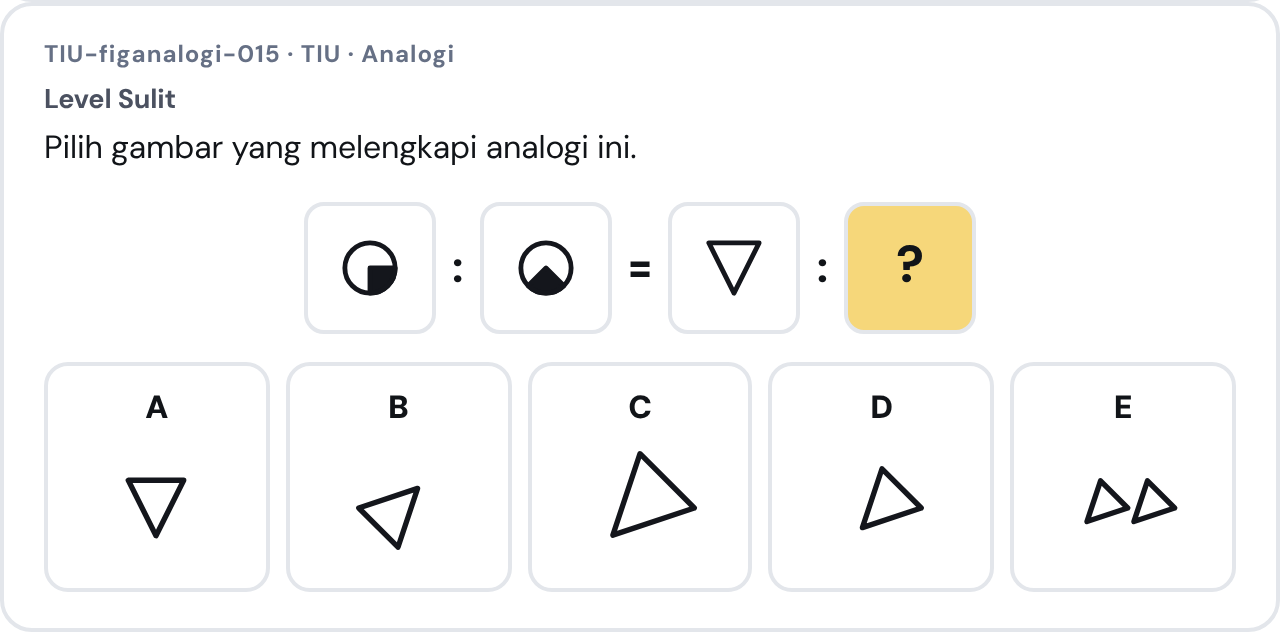 TIU-figanalogi-015 · TIU · Analogi
Level Sulit
Pilih gambar yang melengkapi analogi ini.
: = : ?
A B C D E